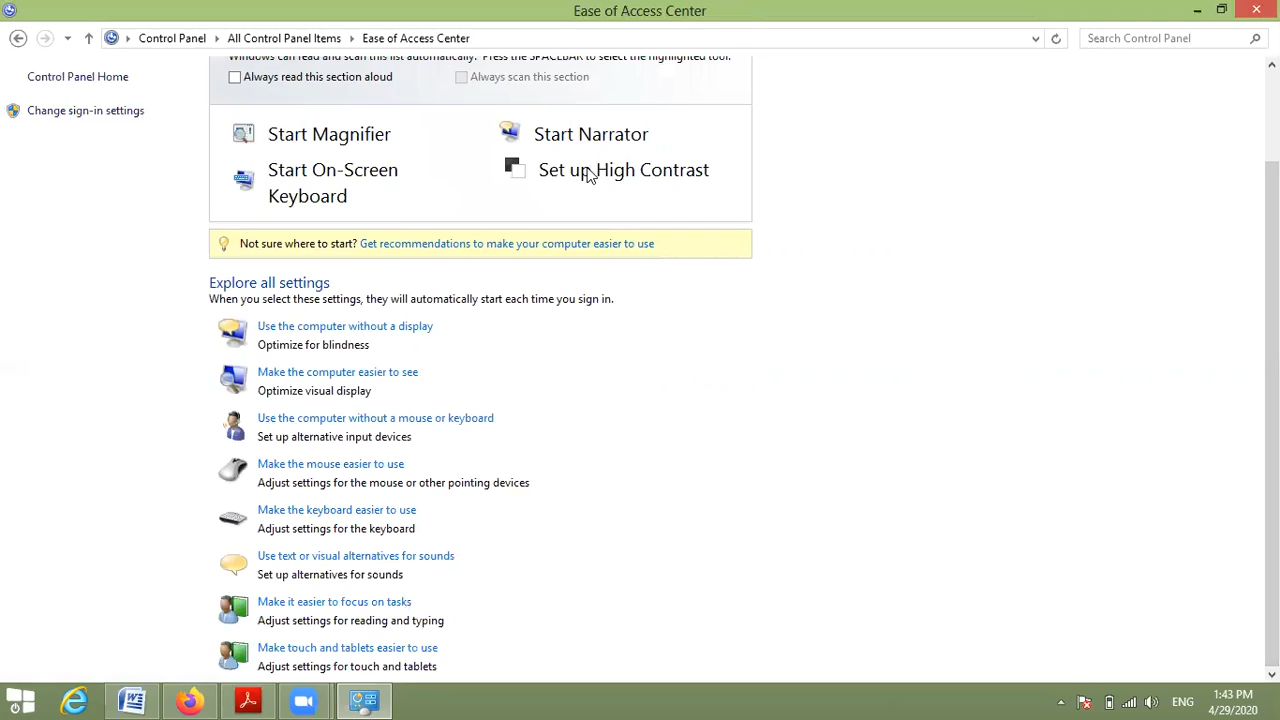 Ease of Access Center
Control Panel
All Control Panel Items
Ease of Access Center
Search Control Panel
Control Panel Home
Change sign-in settings
Windows can read and scan this list automatically. Press the SPACEBAR to select the highlighted tool.
Always read this section aloud
Always scan this section
Start Magnifier
Start Narrator
Start On-Screen
Keyboard
Set up High Contrast
Not sure where to start? Get recommendations to make your computer easier to use
Explore all settings
When you select these settings, they will automatically start each time you sign in.
Use the computer without a display
Optimize for blindness
Make the computer easier to see
Optimize visual display
Use the computer without a mouse or keyboard
Set up alternative input devices
Make the mouse easier to use
Adjust settings for the mouse or other pointing devices
Make the keyboard easier to use
Adjust settings for the keyboard
Use text or visual alternatives for sounds
Set up alternatives for sounds
Make it easier to focus on tasks
Adjust settings for reading and typing
Make touch and tablets easier to use
Adjust settings for touch and tablets
ENG
1:43 PM
4/29/2020